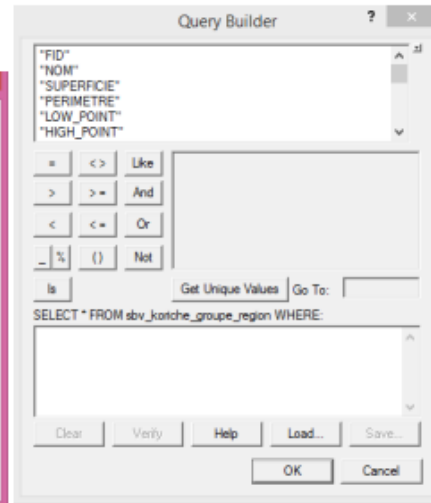 Query Builder ? ×
"FID"
"NOM"
"SUPERFICIE"
"PERIMETRE"
"LOW_POINT"
"HIGH_POINT"
= <> Like
> >= And
< <= Or
_ % () Not
Is Get Unique Values Go To:
SELECT * FROM sbv_koriche_groupe_region WHERE:
Clear Verify Help Load... Save...
OK Cancel